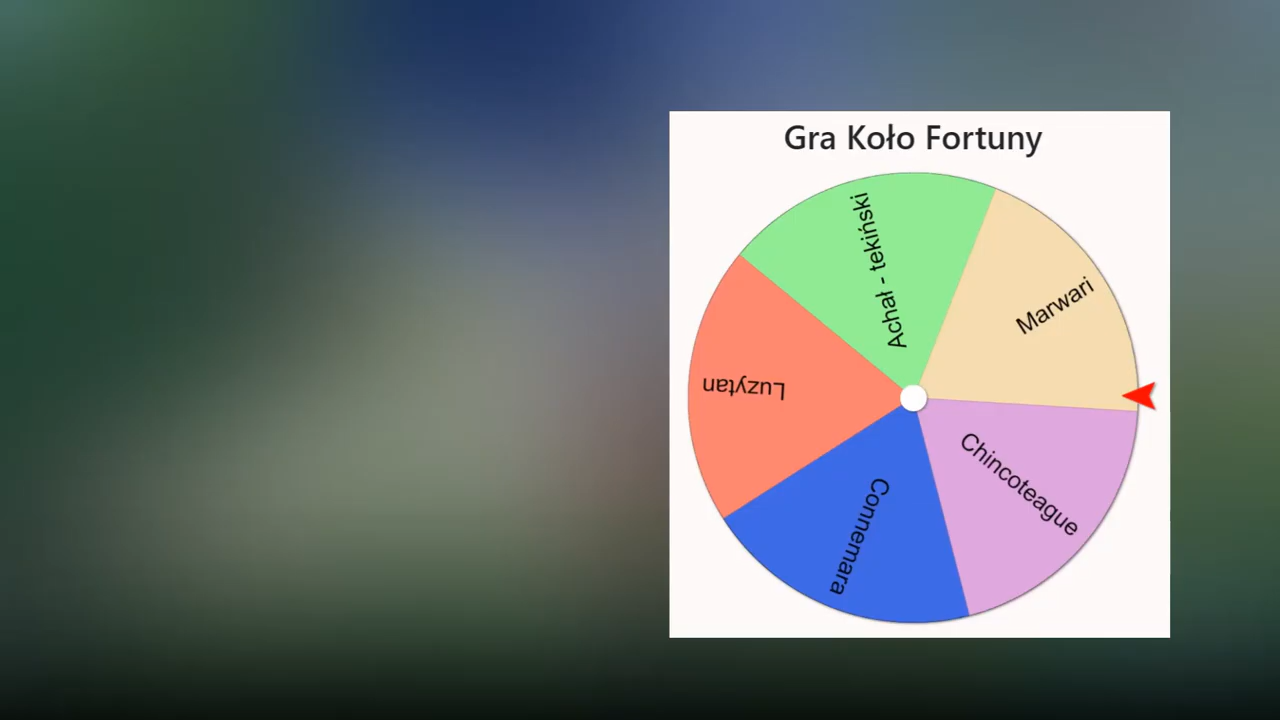 Gra Koło Fortuny
Achał - tekiński
Marwari
Luzytan
Chincoteague
Connemara